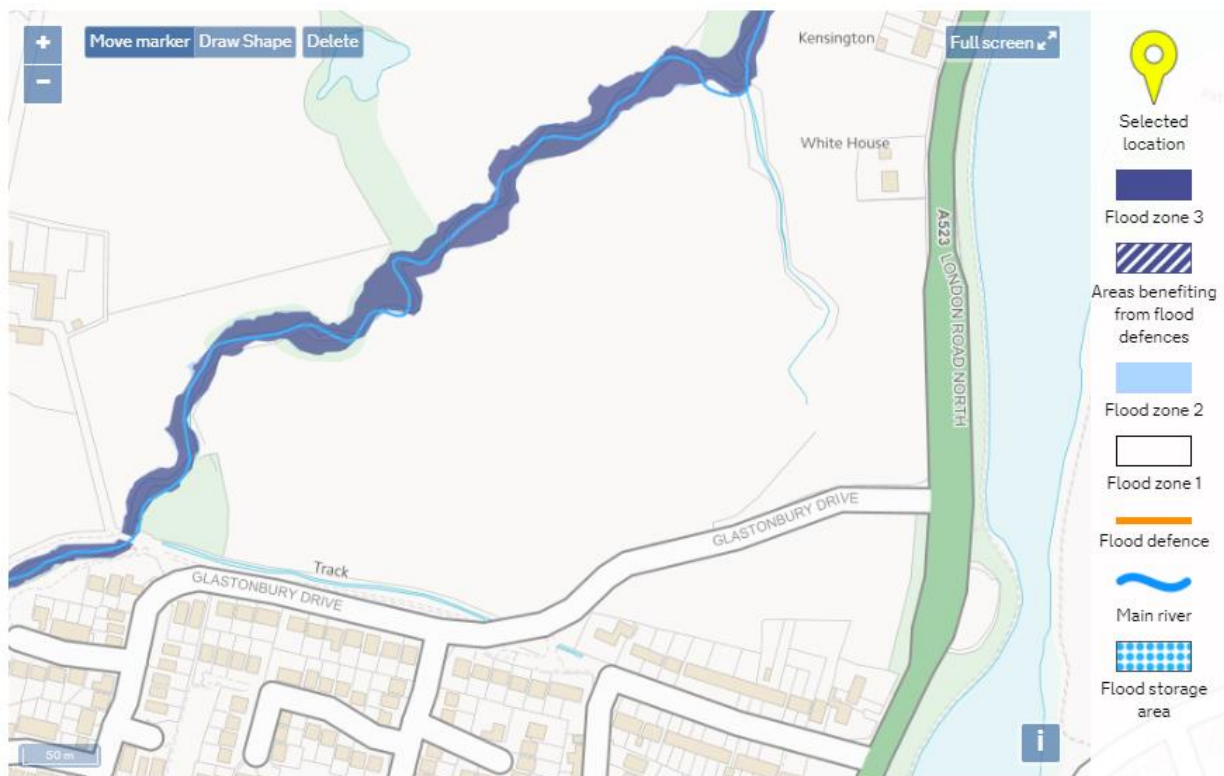 +
−
Move marker
Draw Shape
Delete
Full screen
Kensington
White House
A523 LONDON ROAD NORTH
GLASTONBURY DRIVE
Track
GLASTONBURY DRIVE
50 m
i
Selected
location
Flood zone 3
Areas benefiting
from flood
defences
Flood zone 2
Flood zone 1
Flood defence
Main river
Flood storage
area